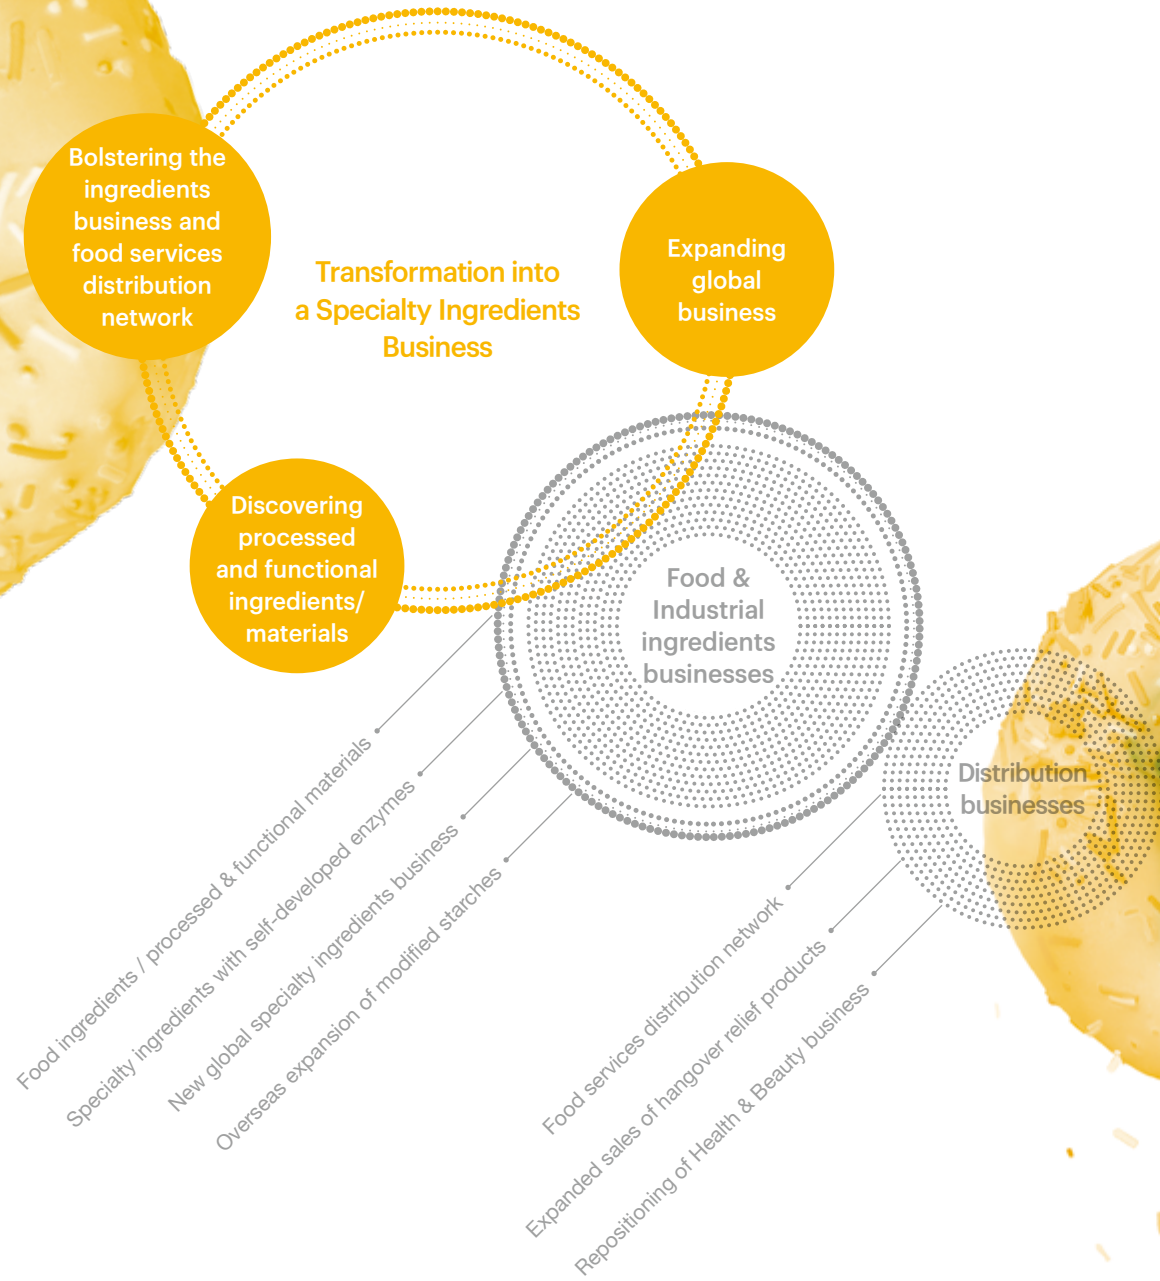 Bolstering the
ingredients
business and
food services
distribution
network
Transformation into
a Specialty Ingredients
Business
Expanding
global
business
Discovering
processed
and functional
ingredients/
materials
Food &
Industrial
ingredients
businesses
Distribution
businesses
Food ingredients / processed & functional materials
Specialty ingredients with self-developed enzymes
New global specialty ingredients business
Overseas expansion of modified starches
Food services distribution network
Expanded sales of hangover relief products
Repositioning of Health & Beauty business